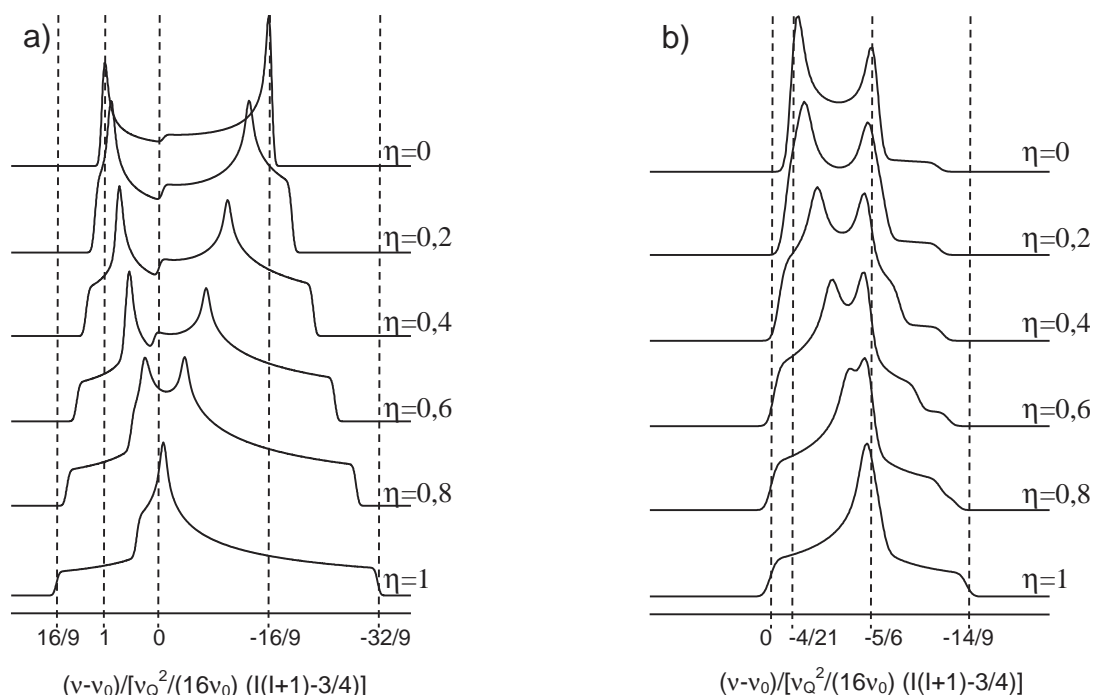 a)
η=0
η=0,2
η=0,4
η=0,6
η=0,8
η=1
16/9 1 0 -16/9 -32/9
(ν-ν₀)/[ν_Q²/(16ν₀) (I(I+1)-3/4)]
b)
η=0
η=0,2
η=0,4
η=0,6
η=0,8
η=1
0 -4/21 -5/6 -14/9
(ν-ν₀)/[ν_Q²/(16ν₀) (I(I+1)-3/4)]